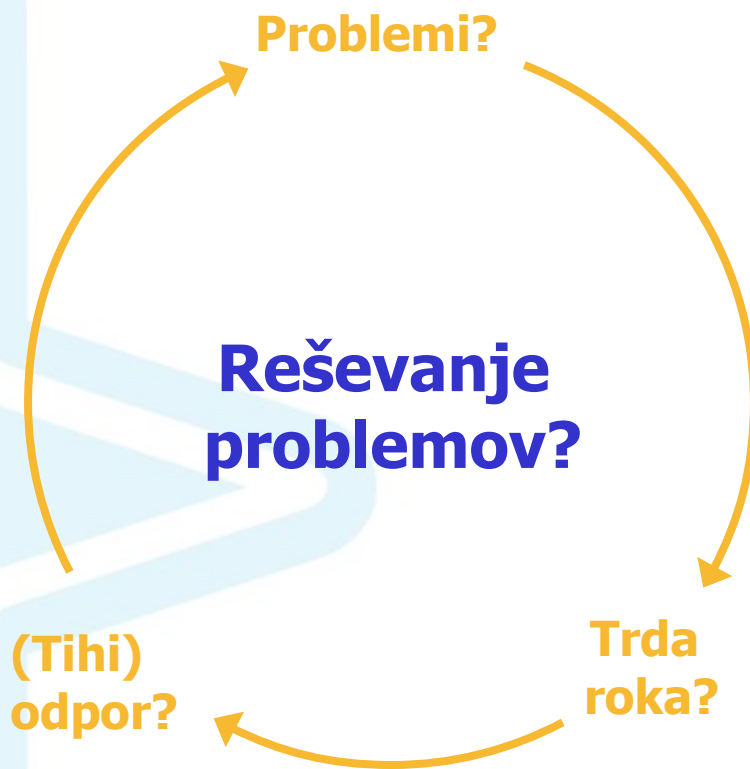 Problemi?
Reševanje
problemov?
Trda
roka?
(Tihi)
odpor?